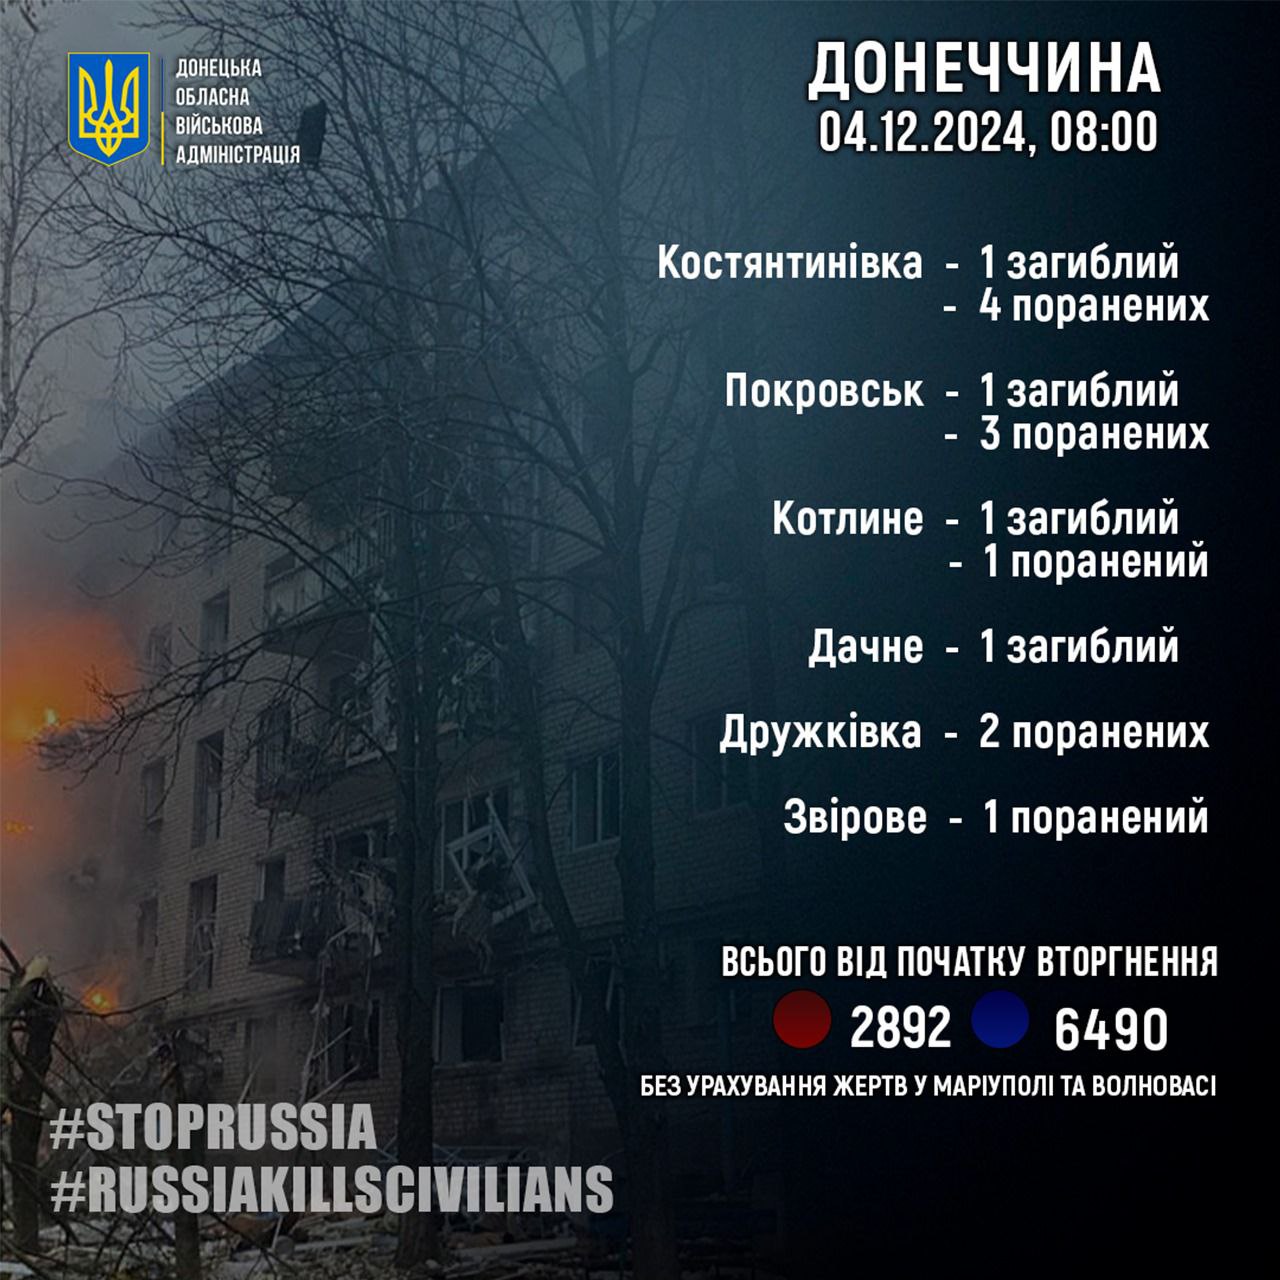 ДОНЕЦЬКА
ОБЛАСНА
ВІЙСЬКОВА
АДМІНІСТРАЦІЯ
ДОНЕЧЧИНА
04.12.2024, 08:00
Костянтинівка - 1 загиблий
- 4 поранених
Покровськ - 1 загиблий
- 3 поранених
Котлине - 1 загиблий
- 1 поранений
Дачне - 1 загиблий
Дружківка - 2 поранених
Звірове - 1 поранений
ВСЬОГО ВІД ПОЧАТКУ ВТОРГНЕННЯ
2892 6490
БЕЗ УРАХУВАННЯ ЖЕРТВ У МАРІУПОЛІ ТА ВОЛНОВАСІ
#STOPRUSSIA
#RUSSIAKILLSCIVILIANS